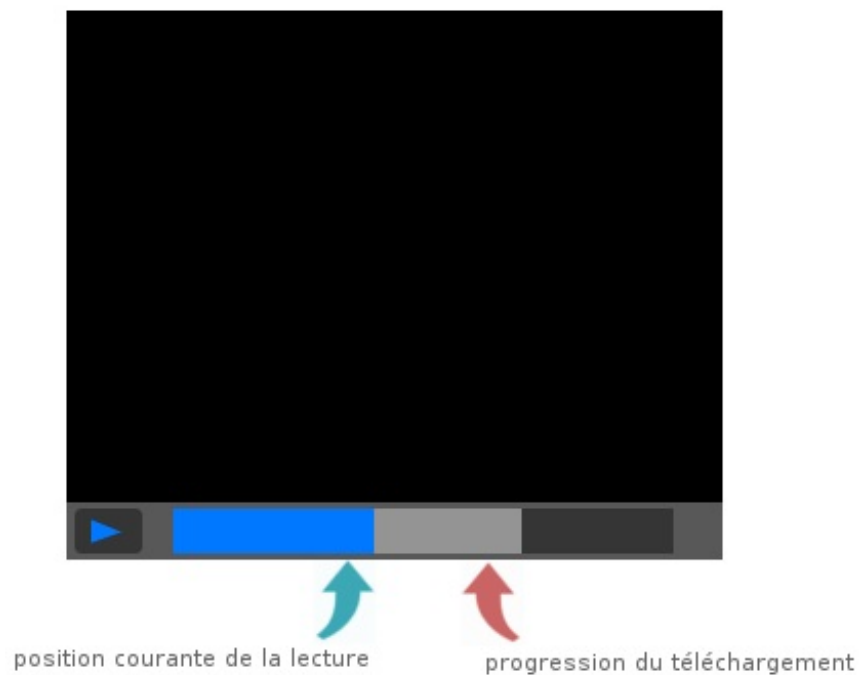 position courante de la lecture
progression du téléchargement